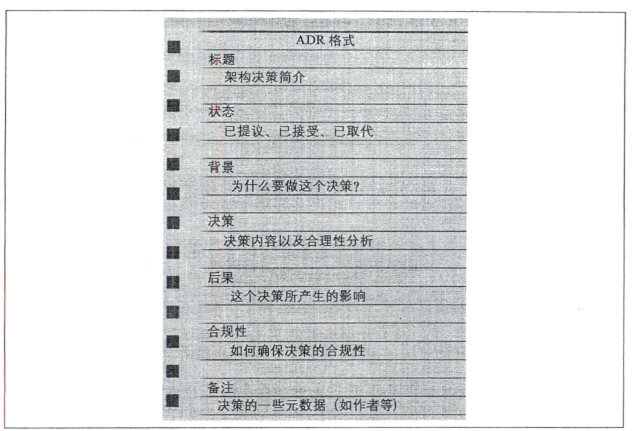 ADR 格式
标题
架构决策简介
状态
已提议、已接受、已取代
背景
为什么要做这个决策?
决策
决策内容以及合理性分析
后果
这个决策所产生的影响
合规性
如何确保决策的合规性
备注
决策的一些元数据（如作者等）